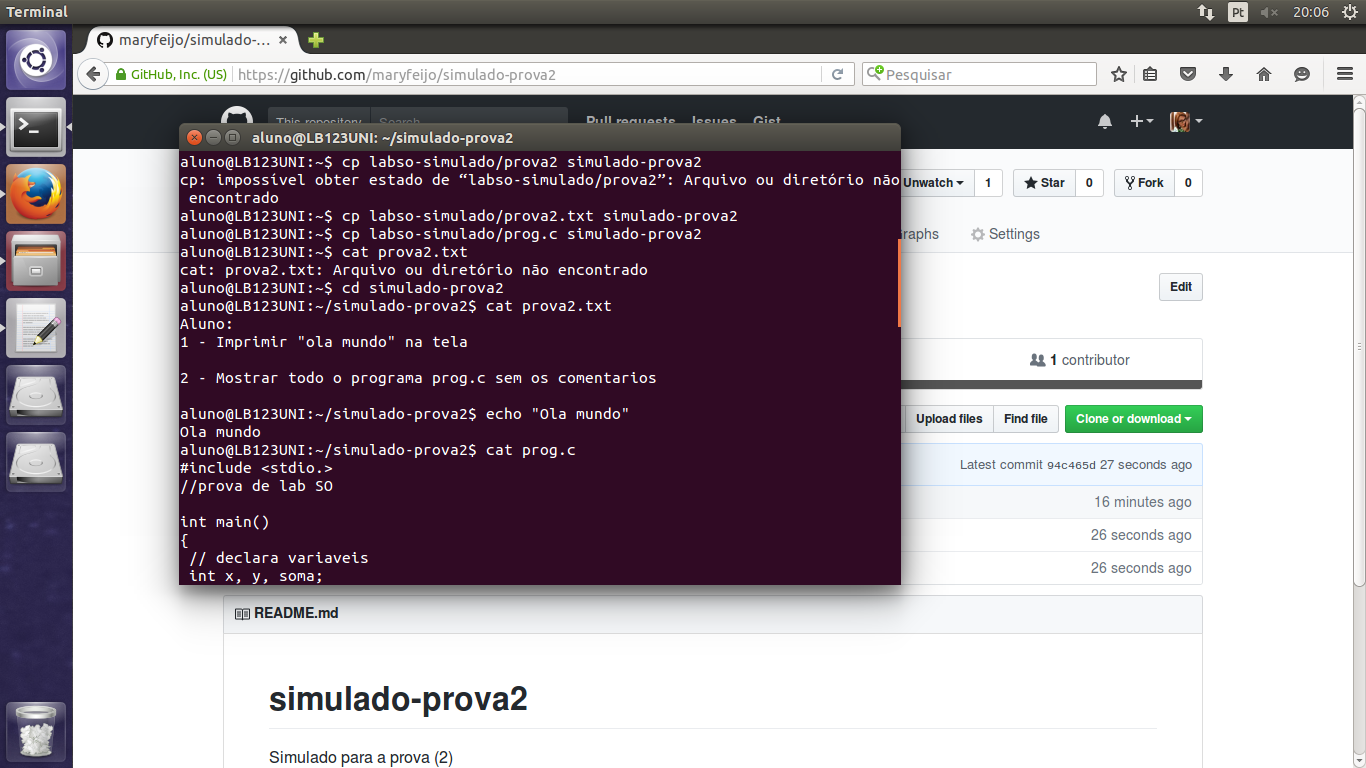 Terminal
Pt
20:06
maryfeijo/simulado-...
GitHub, Inc. (US)
https://github.com/maryfeijo/simulado-prova2
Pesquisar
This repository
Search
Pull requests Issues Gist
aluno@LB123UNI: ~/simulado-prova2
aluno@LB123UNI:~$ cp labso-simulado/prova2 simulado-prova2
cp: impossível obter estado de “labso-simulado/prova2”: Arquivo ou diretório não
encontrado
aluno@LB123UNI:~$ cp labso-simulado/prova2.txt simulado-prova2
aluno@LB123UNI:~$ cp labso-simulado/prog.c simulado-prova2
aluno@LB123UNI:~$ cat prova2.txt
cat: prova2.txt: Arquivo ou diretório não encontrado
aluno@LB123UNI:~$ cd simulado-prova2
aluno@LB123UNI:~/simulado-prova2$ cat prova2.txt
Aluno:
1 - Imprimir "ola mundo" na tela
2 - Mostrar todo o programa prog.c sem os comentarios
aluno@LB123UNI:~/simulado-prova2$ echo "Ola mundo"
Ola mundo
aluno@LB123UNI:~/simulado-prova2$ cat prog.c
#include <stdio.>
//prova de lab SO
int main()
{
// declara variaveis
int x, y, soma;
Unwatch 1 Star 0 Fork 0
raphs Settings
Edit
1 contributor
Upload files Find file Clone or download
Latest commit 94c465d 27 seconds ago
16 minutes ago
26 seconds ago
26 seconds ago
README.md
simulado-prova2
Simulado para a prova (2)